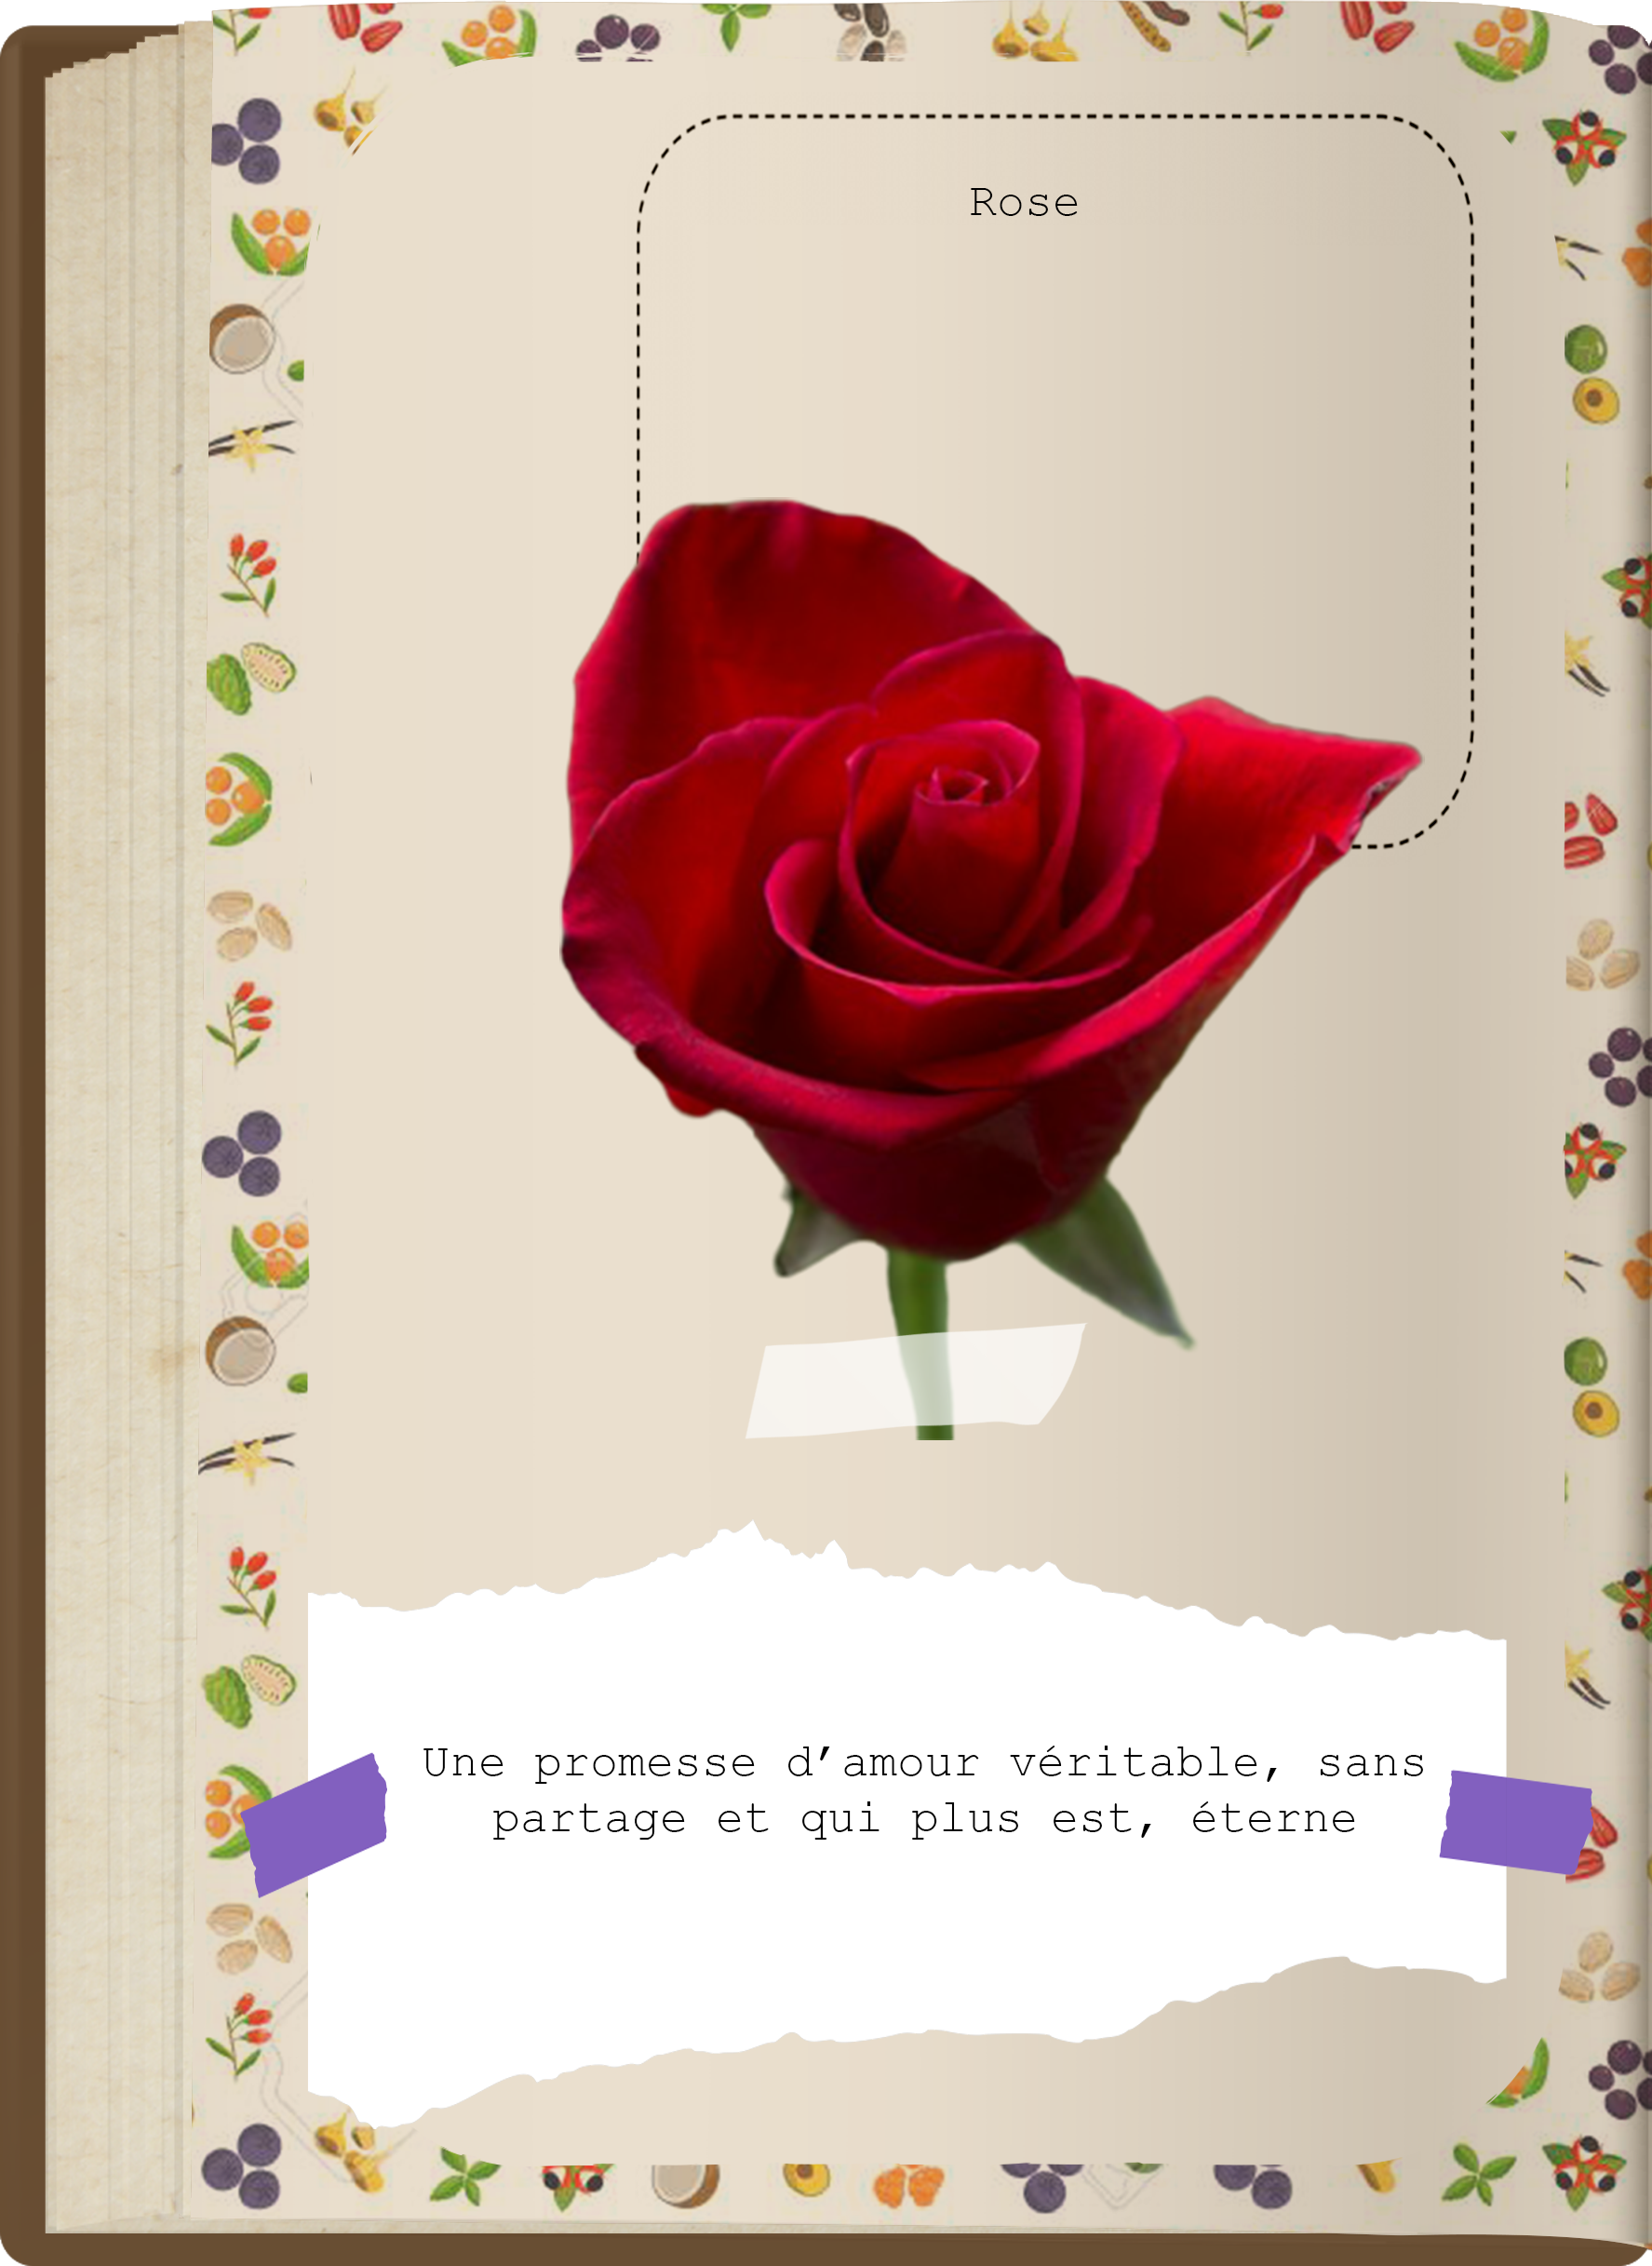 Rose
Une promesse d’amour véritable, sans
partage et qui plus est, éterne